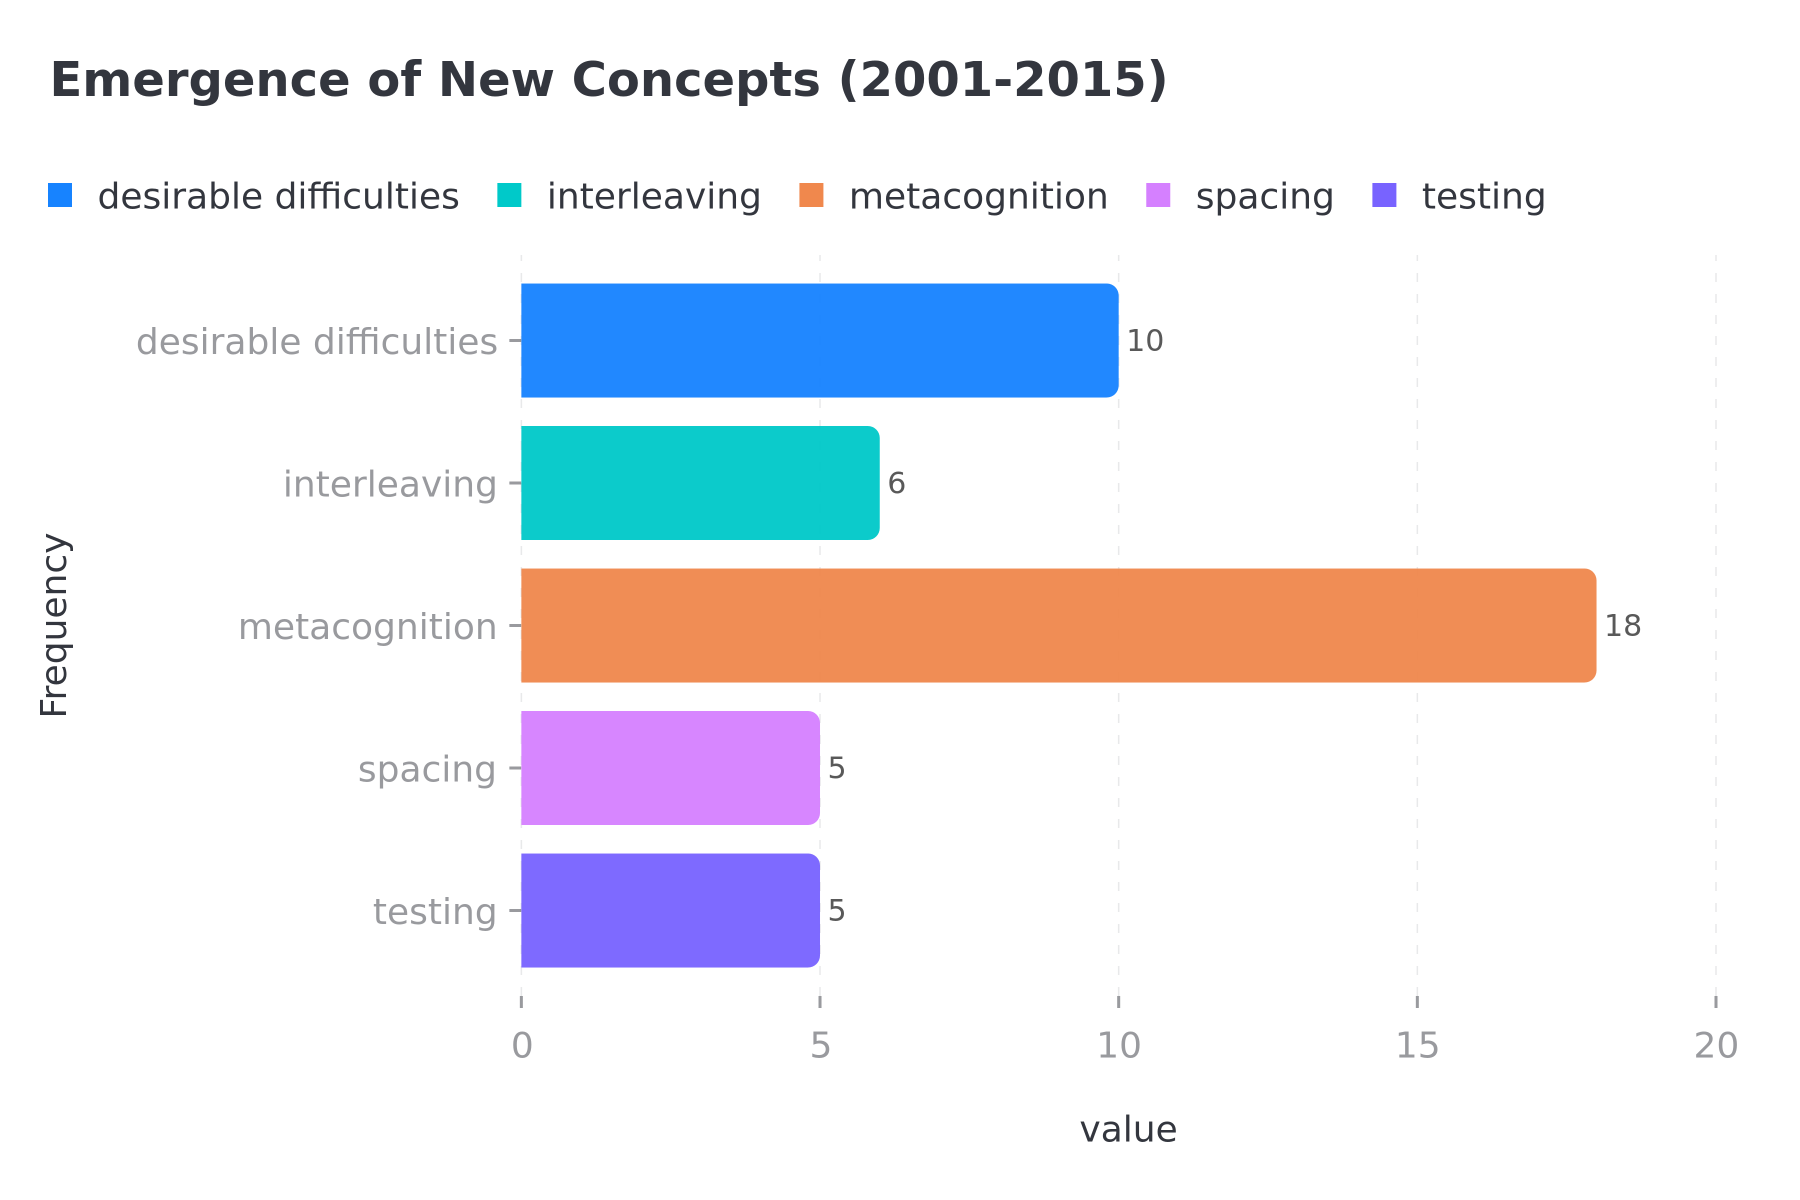 Emergence of New Concepts (2001-2015)
desirable difficulties interleaving metacognition spacing testing
desirable difficulties 10
interleaving 6
metacognition 18
spacing 5
testing 5
Frequency
0 5 10 15 20
value